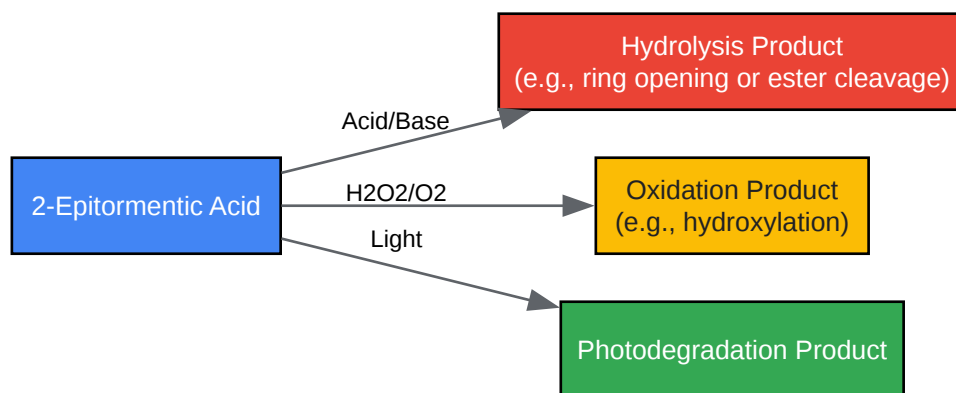 Hydrolysis Product
(e.g., ring opening or ester cleavage)
Acid/Base
2-Epitormentic Acid
H2O2/O2
Oxidation Product
(e.g., hydroxylation)
Light
Photodegradation Product